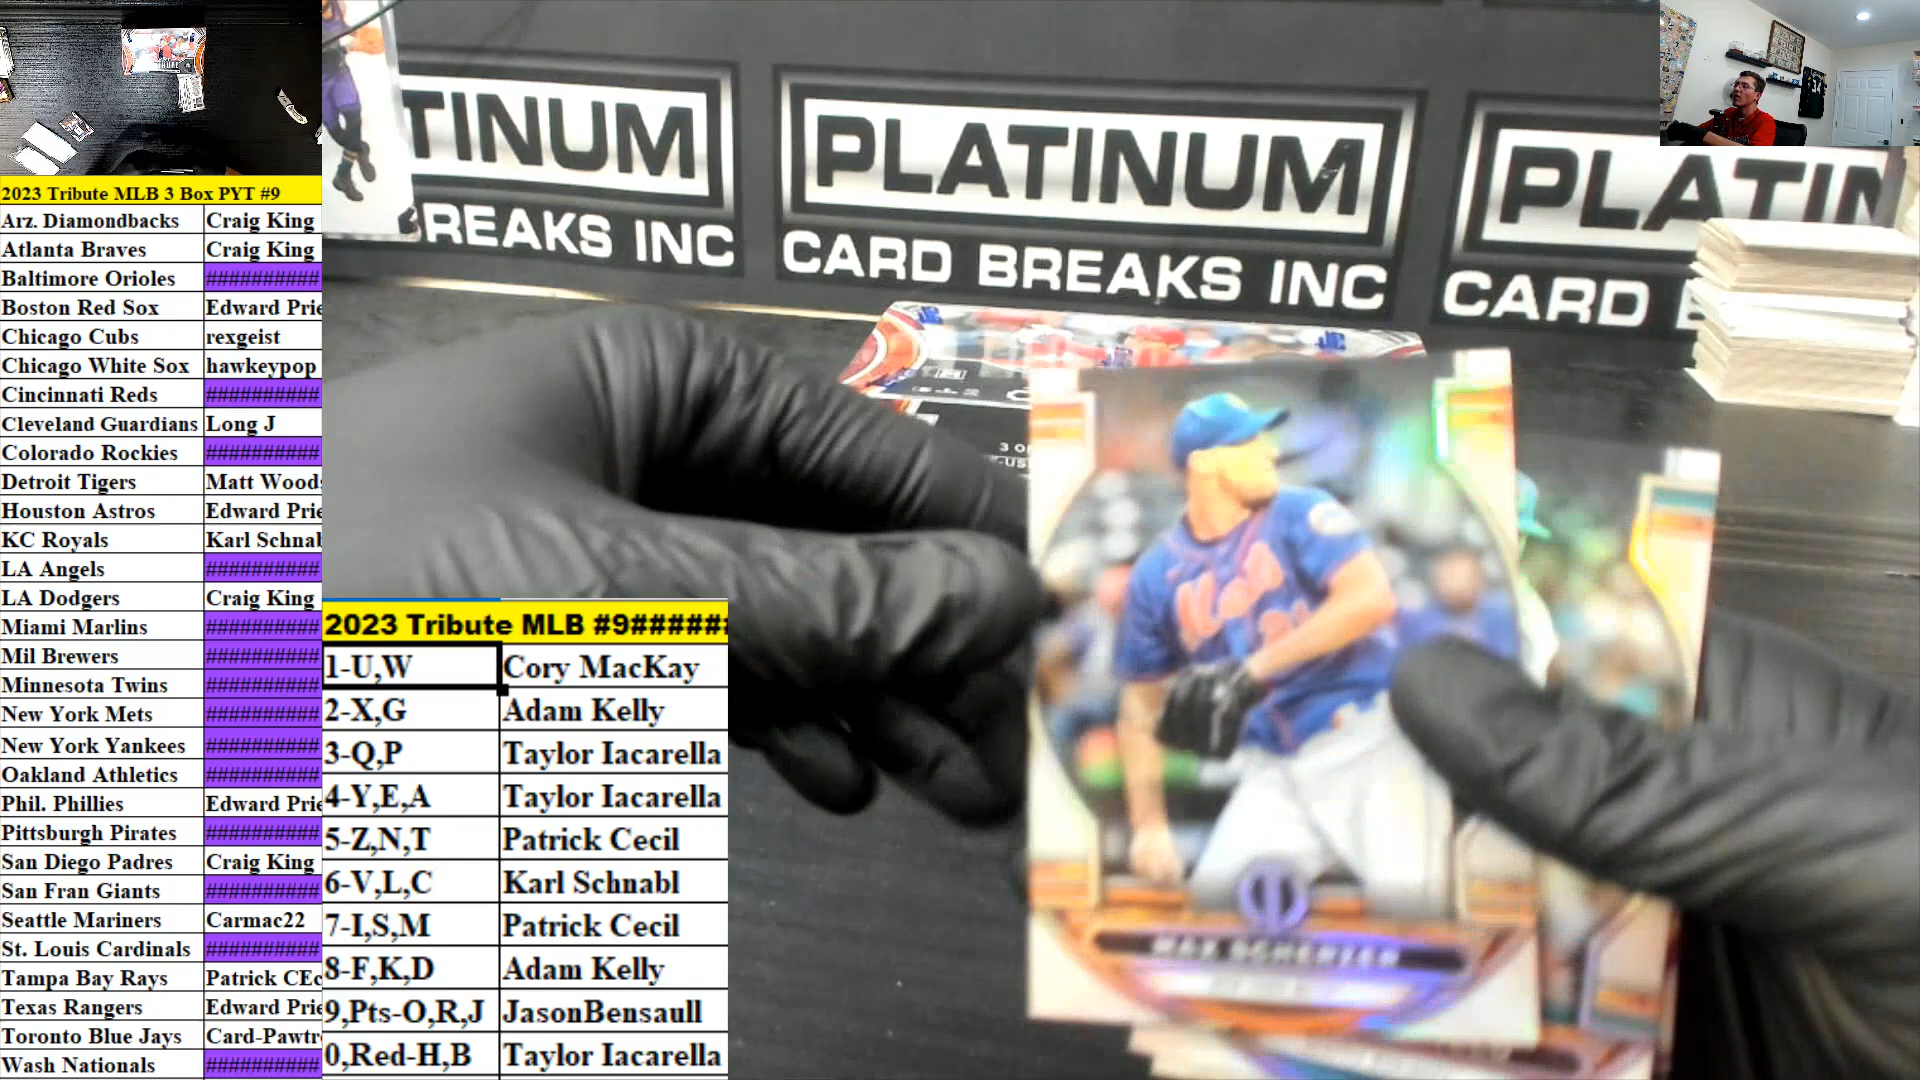 2023 Tribute MLB 3 Box PYT #9
Arz. Diamondbacks Craig King
Atlanta Braves Craig King
Baltimore Orioles ##########
Boston Red Sox Edward Prie
Chicago Cubs rexgeist
Chicago White Sox hawkeypop
Cincinnati Reds ##########
Cleveland Guardians Long J
Colorado Rockies ##########
Detroit Tigers Matt Woods
Houston Astros Edward Prie
KC Royals Karl Schnab
LA Angels ##########
LA Dodgers Craig King
Miami Marlins ##########
Mil Brewers ##########
Minnesota Twins ##########
New York Mets ##########
New York Yankees ##########
Oakland Athletics ##########
Phil. Phillies Edward Prie
Pittsburgh Pirates ##########
San Diego Padres Craig King
San Fran Giants ##########
Seattle Mariners Carmac22
St. Louis Cardinals ##########
Tampa Bay Rays Patrick CEc
Texas Rangers Edward Prie
Toronto Blue Jays Card-Pawtr
Wash Nationals ##########
2023 Tribute MLB #9######
1-U,W Cory MacKay
2-X,G Adam Kelly
3-Q,P Taylor Iacarella
4-Y,E,A Taylor Iacarella
5-Z,N,T Patrick Cecil
6-V,L,C Karl Schnabl
7-I,S,M Patrick Cecil
8-F,K,D Adam Kelly
9,Pts-O,R,J JasonBensaull
0,Red-H,B Taylor Iacarella
TINUM
REAKS INC
PLATINUM
CARD BREAKS INC
PLATIN
CARD B
MAX SCHERZER